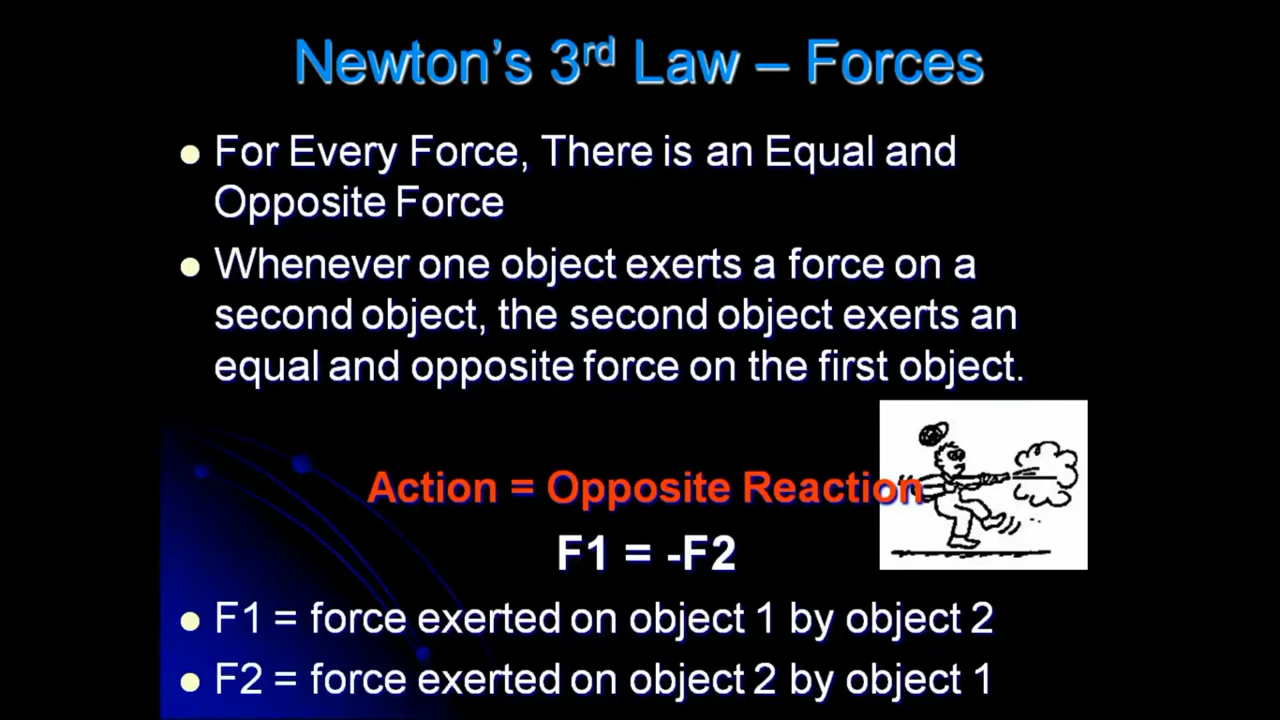 Newton's 3rd Law – Forces
For Every Force, There is an Equal and
Opposite Force
Whenever one object exerts a force on a
second object, the second object exerts an
equal and opposite force on the first object.
Action = Opposite Reaction
F1 = -F2
F1 = force exerted on object 1 by object 2
F2 = force exerted on object 2 by object 1